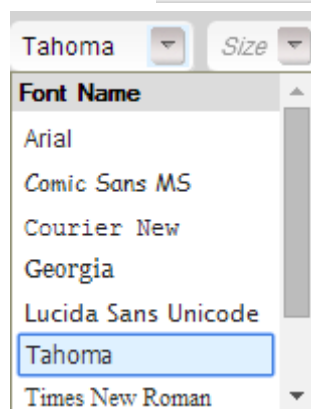 Tahoma Size
Font Name
Arial
Comic Sans MS
Courier New
Georgia
Lucida Sans Unicode
Tahoma
Times New Roman